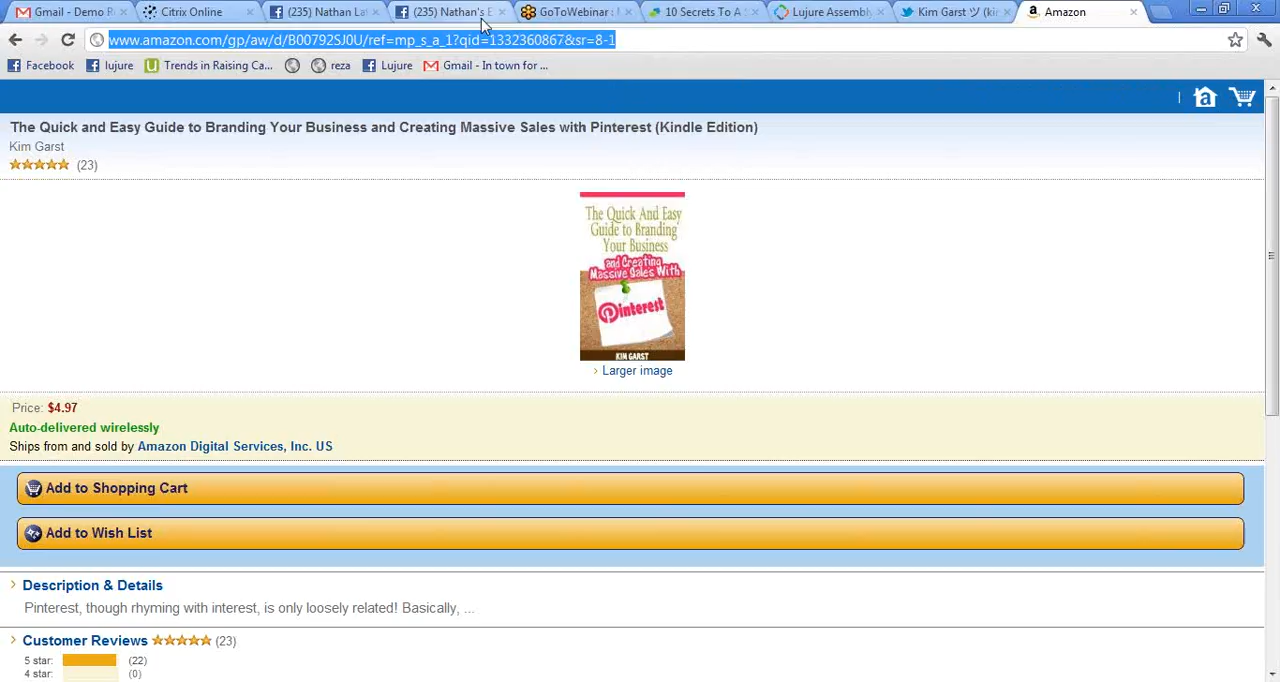 Gmail - Demo R
Citrix Online
(235) Nathan Lat
(235) Nathan's E
GoToWebinar : M
10 Secrets To A S
Lujure Assembly
Kim Garst ツ (kir
Amazon
www.amazon.com/gp/aw/d/B00792SJ0U/ref=mp_s_a_1?qid=1332360867&sr=8-1
Facebook
lujure
Trends in Raising Ca...
reza
Lujure
Gmail - In town for ...
The Quick and Easy Guide to Branding Your Business and Creating Massive Sales with Pinterest (Kindle Edition)
Kim Garst
(23)
The Quick And Easy
Guide to Branding
Your Business
and Creating
Massive Sales With
Pinterest
KIM GARST
Larger image
Price: $4.97
Auto-delivered wirelessly
Ships from and sold by Amazon Digital Services, Inc. US
Add to Shopping Cart
Add to Wish List
Description & Details
Pinterest, though rhyming with interest, is only loosely related! Basically, ...
Customer Reviews (23)
5 star: (22)
4 star: (0)